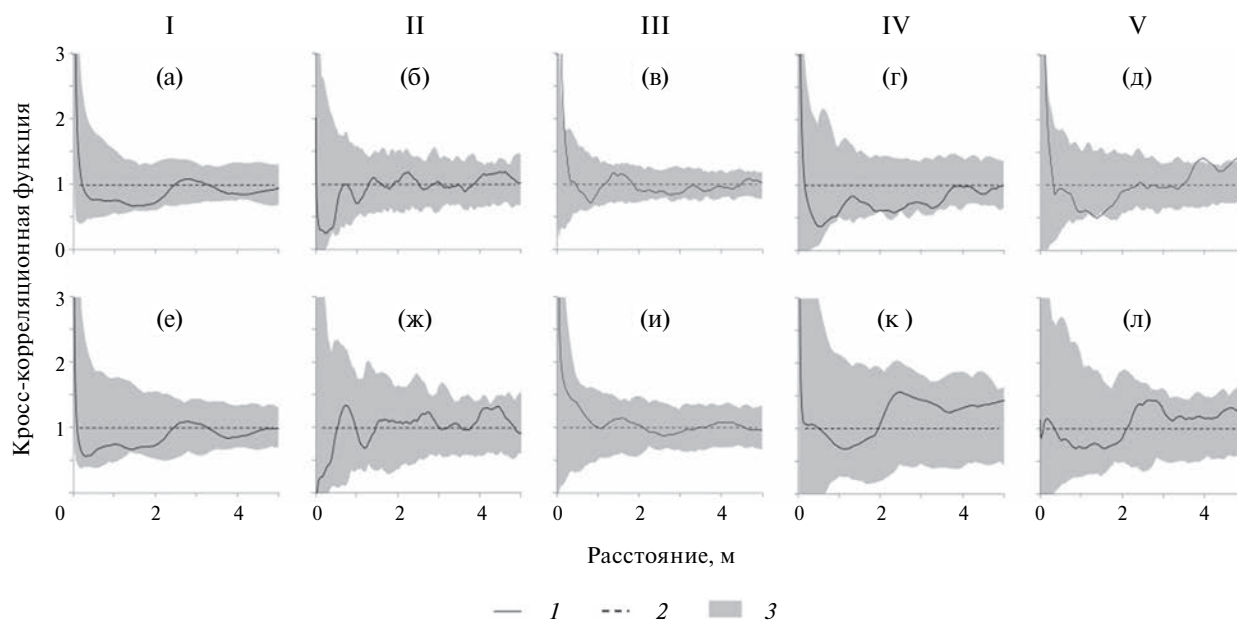 I II III IV V
Кросс-корреляционная функция
3 (а) (б) (в) (г) (д)
2
1
0
3 (е) (ж) (и) (к ) (л)
2
1
0 2 4 0 2 4 0 2 4 0 2 4 0 2 4
Расстояние, м
1 2 3